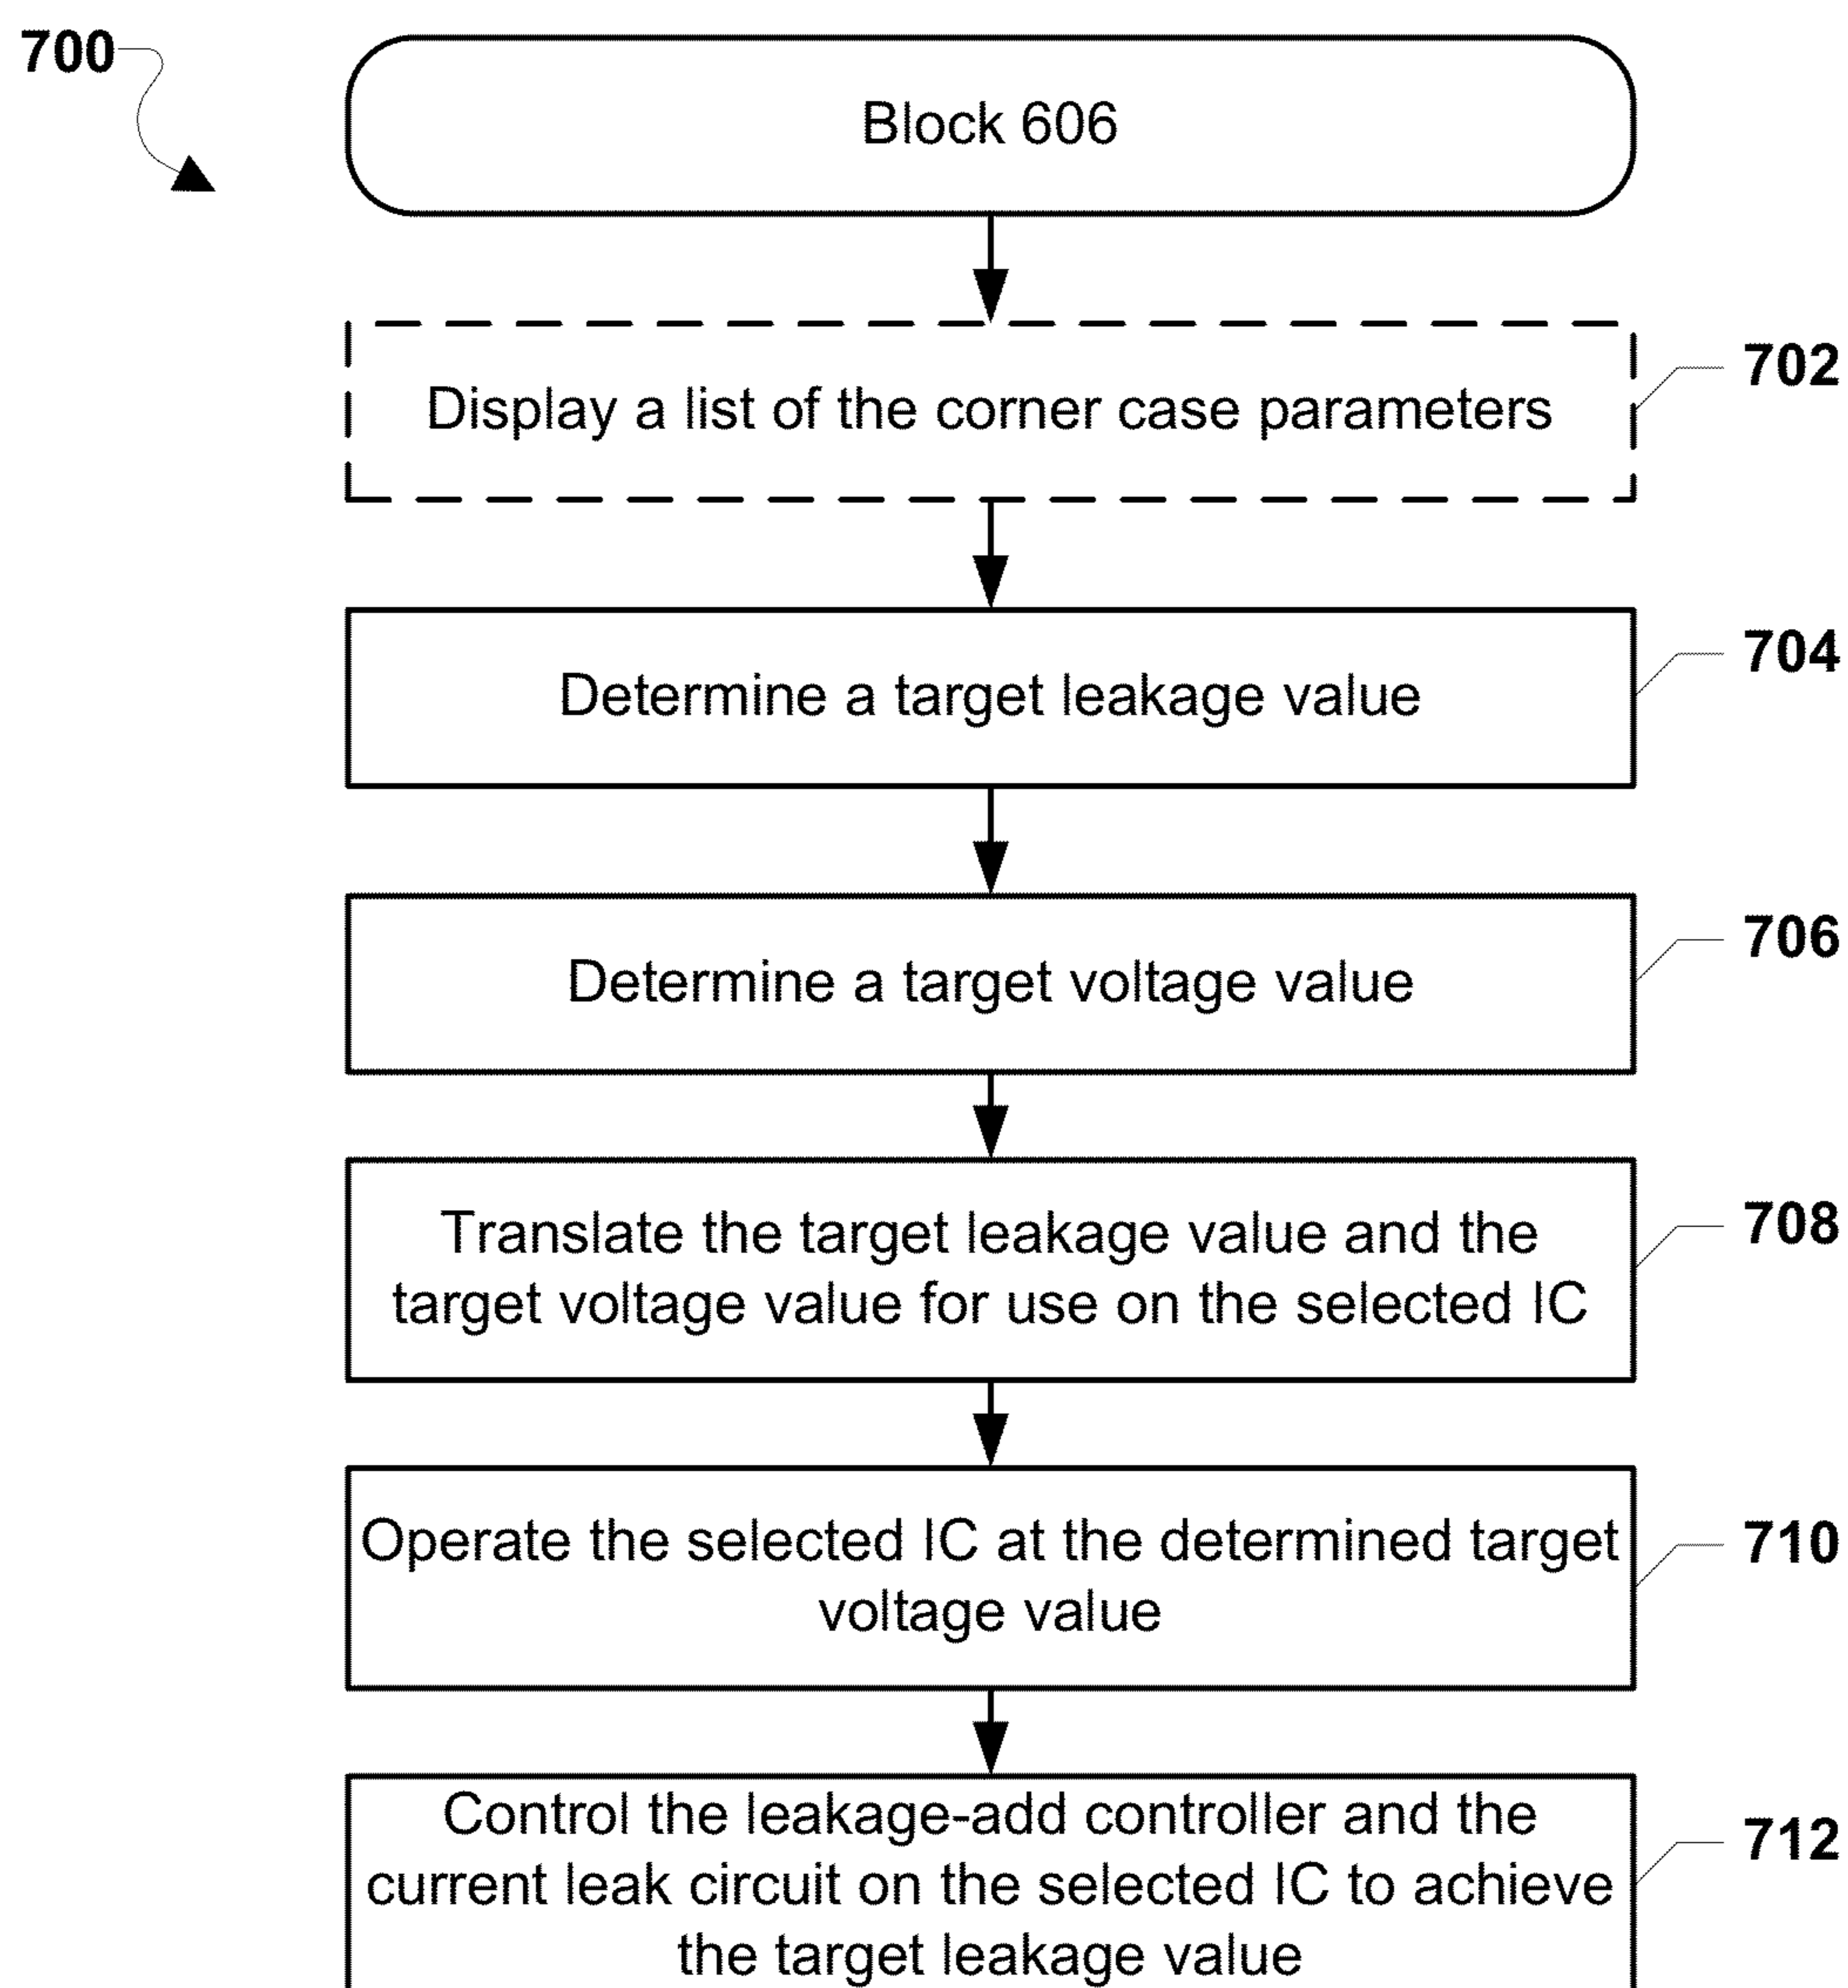 700
Block 606
Display a list of the corner case parameters
702
Determine a target leakage value
704
Determine a target voltage value
706
Translate the target leakage value and the
target voltage value for use on the selected IC
708
Operate the selected IC at the determined target
voltage value
710
Control the leakage-add controller and the
current leak circuit on the selected IC to achieve
the target leakage value
712